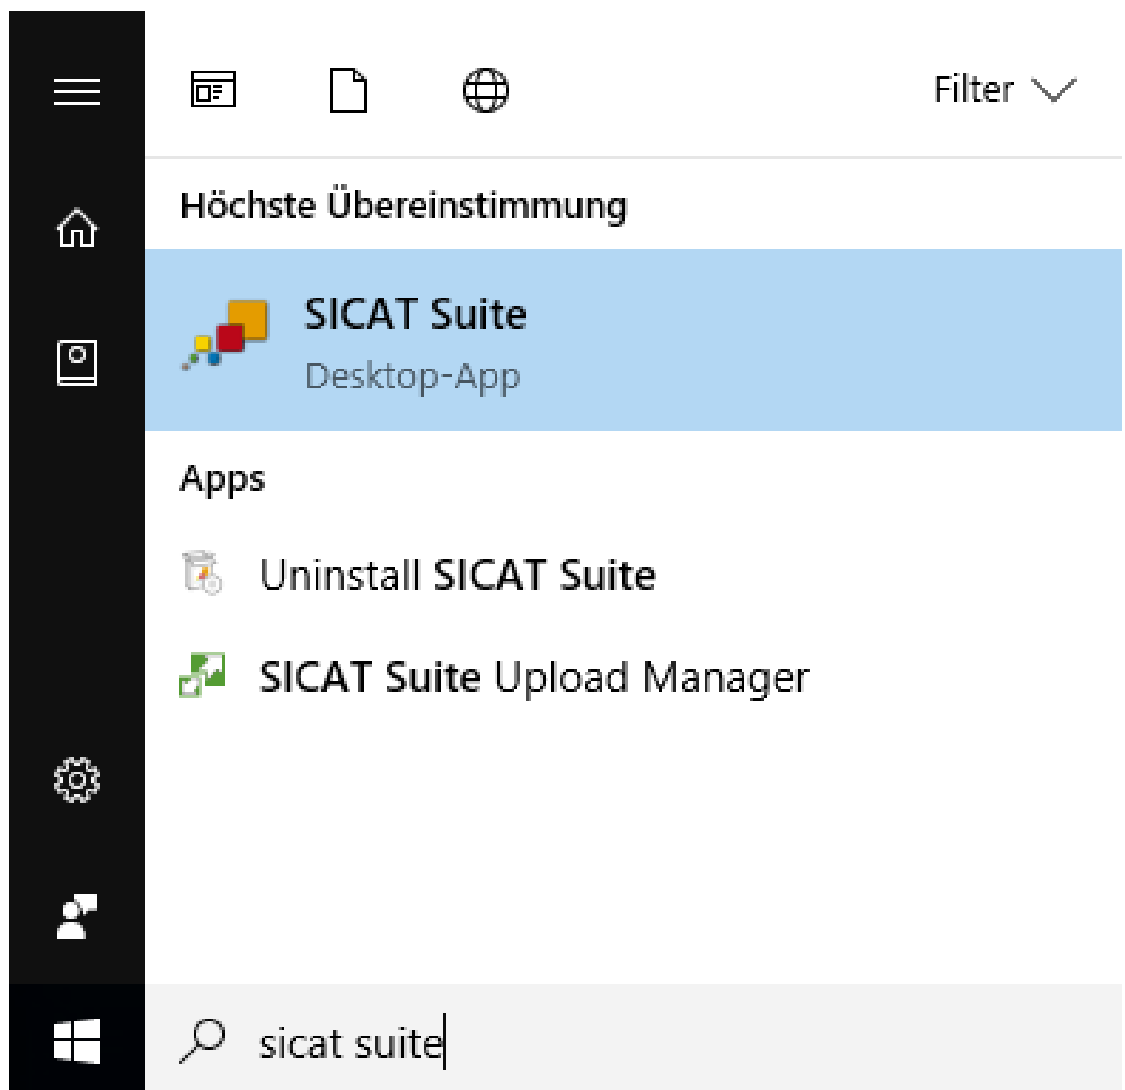 Filter
Höchste Übereinstimmung
SICAT Suite
Desktop-App
Apps
Uninstall SICAT Suite
SICAT Suite Upload Manager
sicat suite